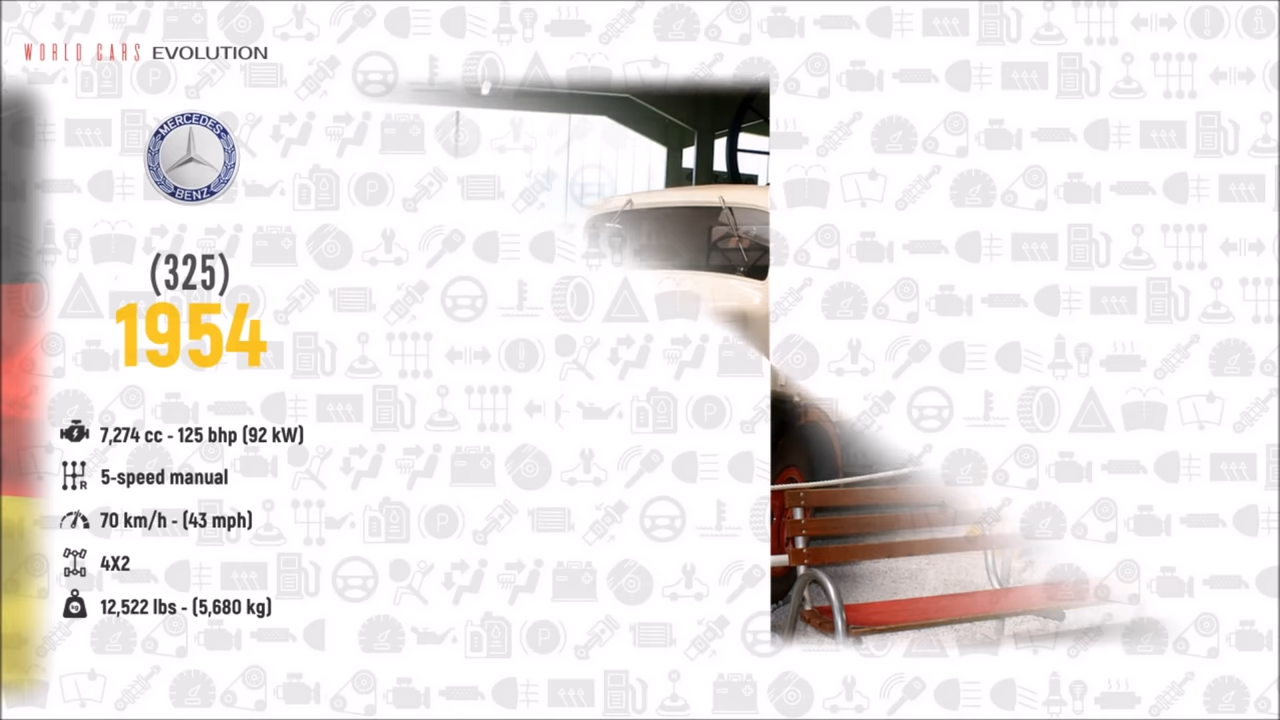 WORLD CARS EVOLUTION
MERCEDES
BENZ
(325)
1954
7,274 cc - 125 bhp (92 kW)
R
5-speed manual
70 km/h - (43 mph)
4X2
kg
12,522 lbs - (5,680 kg)